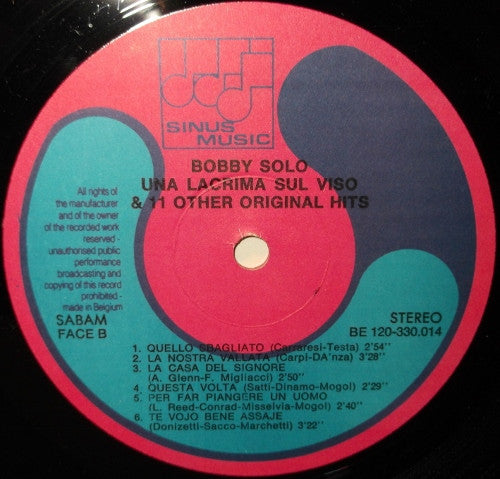 SINUS
MUSIC
BOBBY SOLO
UNA LACRIMA SUL VISO
& 11 OTHER ORIGINAL HITS
All rights of
the manufacturer
and of the owner
of the recorded work
reserved -
unauthorised public
performance
broadcasting and
copying of this record
prohibited -
made in Belgium
SABAM
FACE B
STEREO
BE 120-330.014
1. QUELLO SBAGLIATO (Carraresi-Testa) 2'54"
2. LA NOSTRA VALLATA (Carpi-DA'nza) 3'28"
3. LA CASA DEL SIGNORE
(A. Glenn-F. Migliacci) 2'50"
4 QUESTA VOLTA (Satti-Dinamo-Mogol) 2'29"
5. PER FAR PIANGERE UN UOMO
(L. Reed-Conrad-Misselvia-Mogol) 2'40"
6. TE VOJO BENE ASSAJE
(Donizetti-Sacco-Marchetti) 3'22"